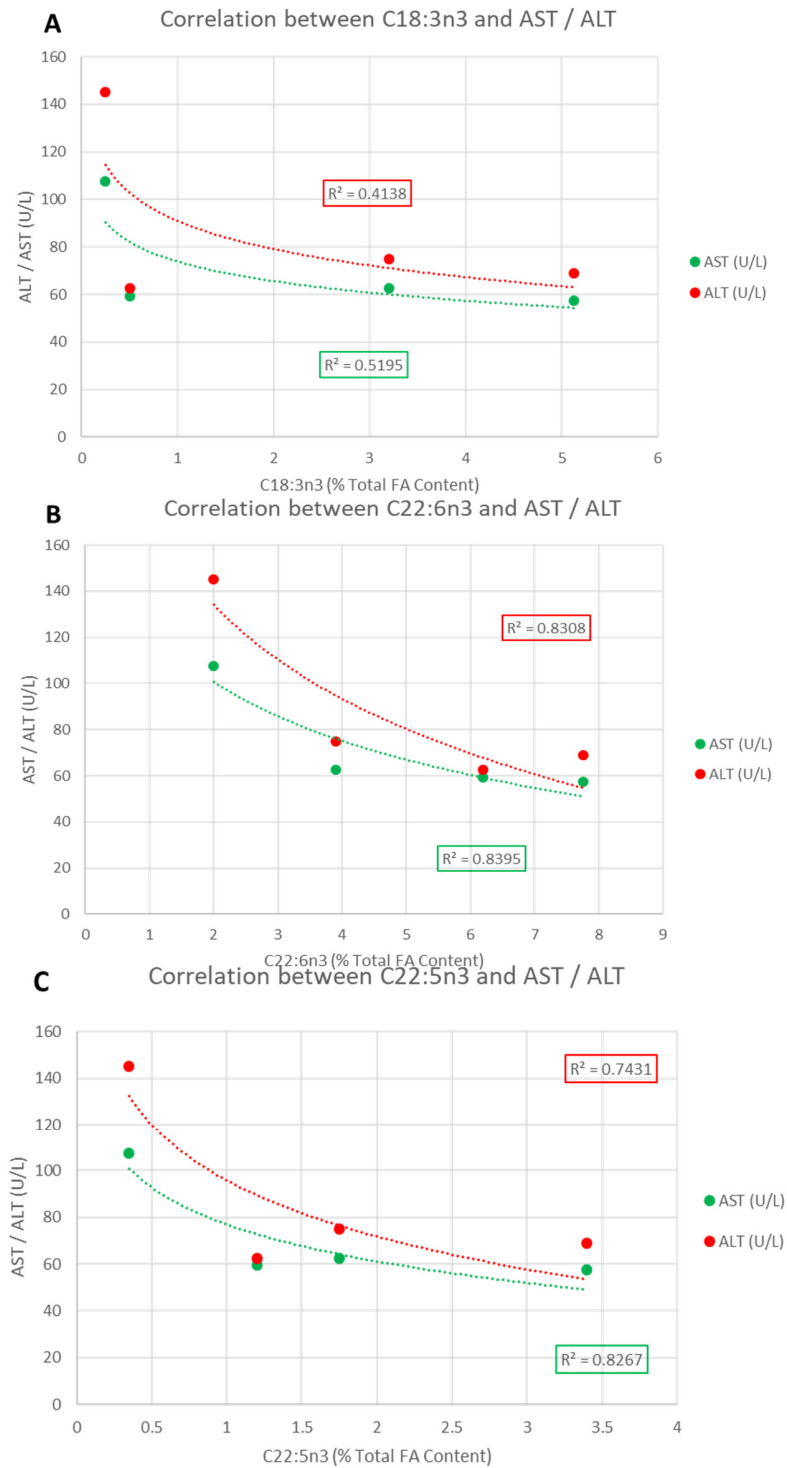 A
Correlation between C18:3n3 and AST / ALT
160
140
120
100
80
60
40
20
0
ALT / AST (U/L)
R² = 0.4138
R² = 0.5195
AST (U/L)
ALT (U/L)
0 1 2 3 4 5 6
C18:3n3 (% Total FA Content)
B
Correlation between C22:6n3 and AST / ALT
160
140
120
100
80
60
40
20
0
AST / ALT (U/L)
R² = 0.8308
R² = 0.8395
AST (U/L)
ALT (U/L)
0 1 2 3 4 5 6 7 8 9
C22:6n3 (% Total FA Content)
C
Correlation between C22:5n3 and AST / ALT
160
140
120
100
80
60
40
20
0
AST / ALT (U/L)
R² = 0.7431
R² = 0.8267
AST (U/L)
ALT (U/L)
0 0.5 1 1.5 2 2.5 3 3.5 4
C22:5n3 (% Total FA Content)